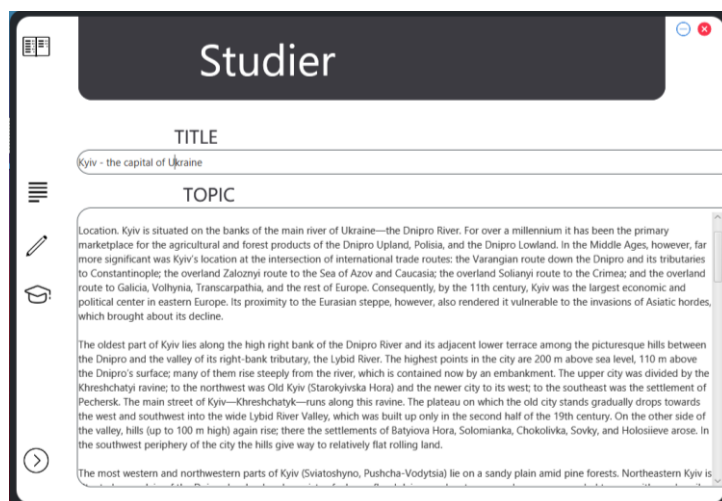 Studier
TITLE
Kyiv - the capital of Ukraine
TOPIC
Location. Kyiv is situated on the banks of the main river of Ukraine—the Dnipro River. For over a millennium it has been the primary
marketplace for the agricultural and forest products of the Dnipro Upland, Polisia, and the Dnipro Lowland. In the Middle Ages, however, far
more significant was Kyiv's location at the intersection of international trade routes: the Varangian route down the Dnipro and its tributaries
to Constantinople; the overland Zaloznyi route to the Sea of Azov and Caucasia; the overland Solianyi route to the Crimea; and the overland
route to Galicia, Volhynia, Transcarpathia, and the rest of Europe. Consequently, by the 11th century, Kyiv was the largest economic and
political center in eastern Europe. Its proximity to the Eurasian steppe, however, also rendered it vulnerable to the invasions of Asiatic hordes,
which brought about its decline.
The oldest part of Kyiv lies along the high right bank of the Dnipro River and its adjacent lower terrace among the picturesque hills between
the Dnipro and the valley of its right-bank tributary, the Lybid River. The highest points in the city are 200 m above sea level, 110 m above
the Dnipro's surface; many of them rise steeply from the river, which is contained now by an embankment. The upper city was divided by the
Khreshchatyi ravine; to the northwest was Old Kyiv (Starokyivska Hora) and the newer city to its west; to the southeast was the settlement of
Pechersk. The main street of Kyiv—Khreshchatyk—runs along this ravine. The plateau on which the old city stands gradually drops towards
the west and southwest into the wide Lybid River Valley, which was built up only in the second half of the 19th century. On the other side of
the valley, hills (up to 100 m high) again rise; there the settlements of Batyiova Hora, Solomianka, Chokolivka, Sovky, and Holosiieve arose. In
the southwest periphery of the city the hills give way to relatively flat rolling land.
The most western and northwestern parts of Kyiv (Sviatoshyno, Pushcha-Vodytsia) lie on a sandy plain amid pine forests. Northeastern Kyiv is